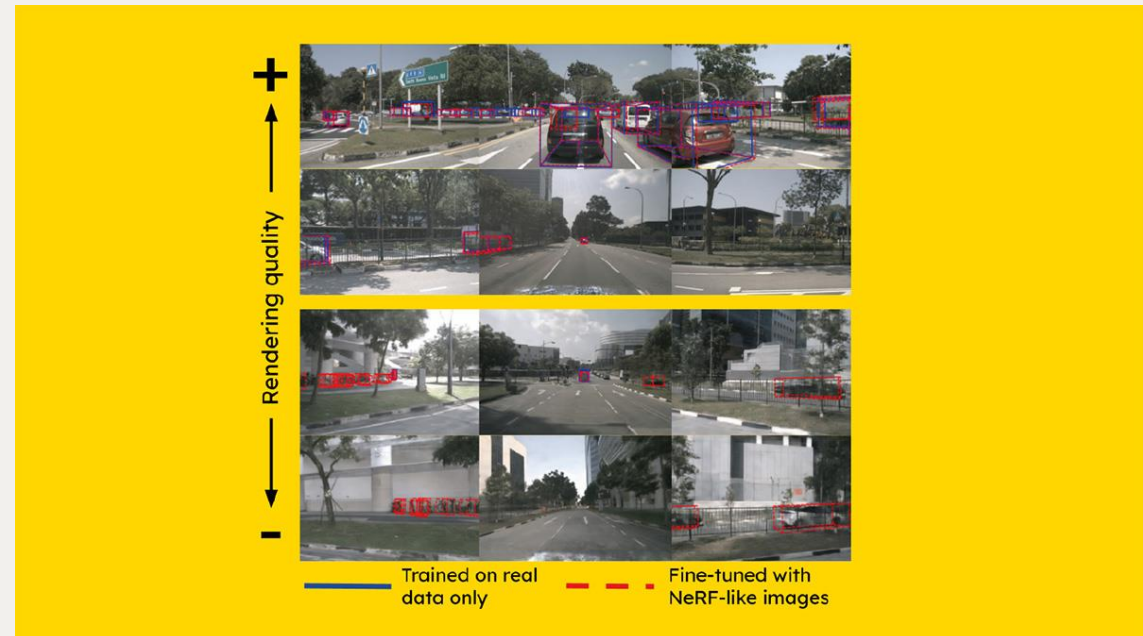 +
Rendering quality
-
Trained on real
data only
Fine-tuned with
NeRF-like images